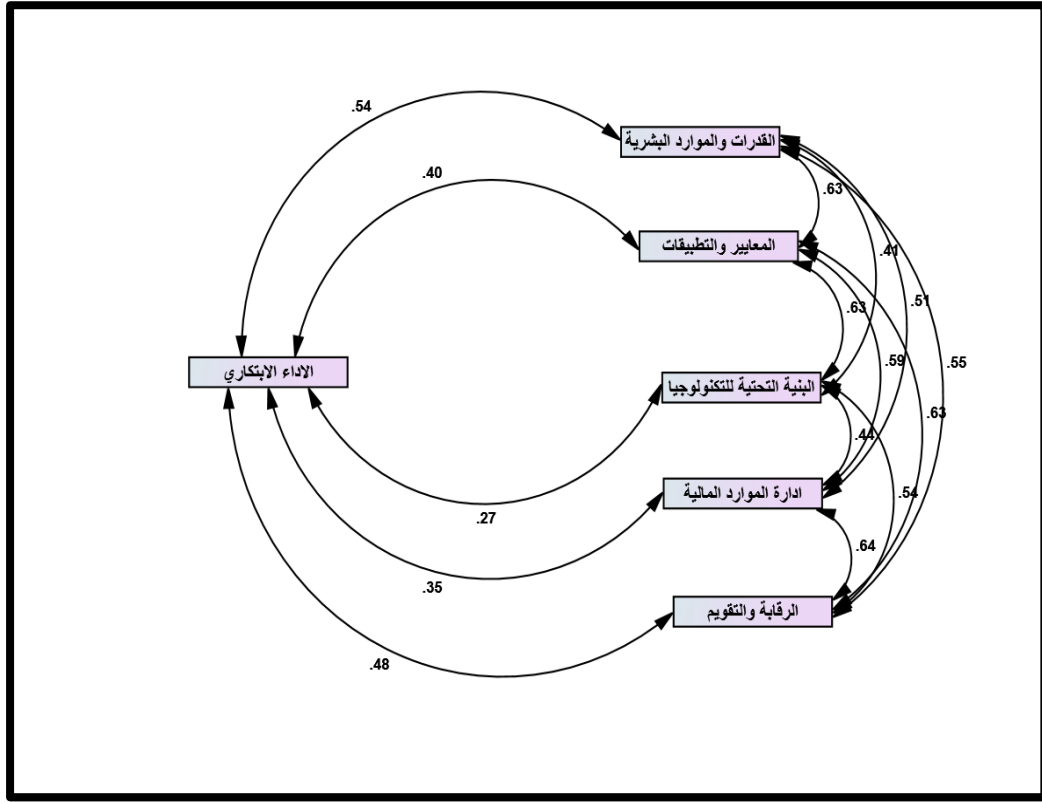 .54
القدرات والموارد البشرية
.40
.63
المعايير والتطبيقات
.41
.51
.63
.59
.55
الاداء الابتكاري
البنية التحتية للتكنولوجيا
.63
.44
ادارة الموارد المالية
.54
.27
.64
.35
الرقابة والتقويم
.48